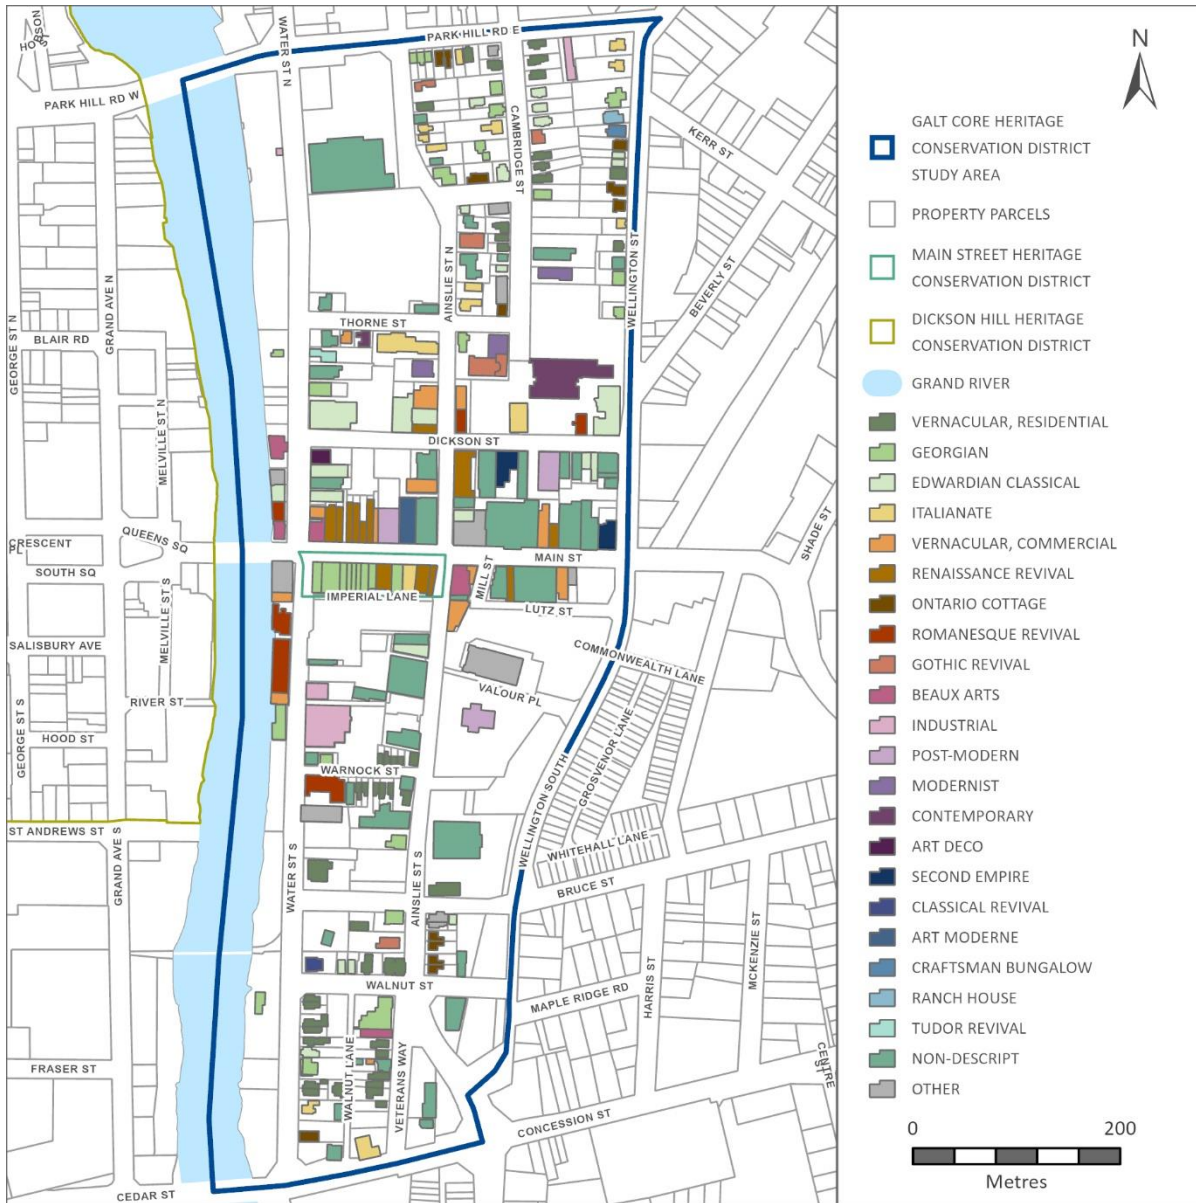 HOBSON ST
WATER ST N
PARK HILL RD E
PARK HILL RD W
CAMBRIDGE ST
KERR ST
GRAND AVE N
AINSLIE ST N
WELLINGTON ST
BEVERLY ST
GEORGE ST N
THORNE ST
BLAIR RD
MELVILLE ST N
DICKSON ST
QUEENS SQ
CRESCENT PL
SOUTH SQ
MAIN ST
MILL ST
SHADE ST
IMPERIAL LANE
LUTZ ST
MELVILLE ST S
SALISBURY AVE
COMMONWEALTH LANE
RIVER ST
VALOUR PL
GEORGE ST S
HOOD ST
GROSVENOR LANE
WARNOCK ST
WELLINGTON SOUTH
ST ANDREWS ST
GRAND AVE S
WHITEHALL LANE
WATER ST S
AINSLIE ST S
BRUCE ST
HARRIS ST
MCKENZIE ST
WALNUT ST
MAPLE RIDGE RD
FRASER ST
WALNUT LANE
VETERANS WAY
CENTRE ST
CONCESSION ST
CEDAR ST
N
GALT CORE HERITAGE
CONSERVATION DISTRICT
STUDY AREA
PROPERTY PARCELS
MAIN STREET HERITAGE
CONSERVATION DISTRICT
DICKSON HILL HERITAGE
CONSERVATION DISTRICT
GRAND RIVER
VERNACULAR, RESIDENTIAL
GEORGIAN
EDWARDIAN CLASSICAL
ITALIANATE
VERNACULAR, COMMERCIAL
RENAISSANCE REVIVAL
ONTARIO COTTAGE
ROMANESQUE REVIVAL
GOTHIC REVIVAL
BEAUX ARTS
INDUSTRIAL
POST-MODERN
MODERNIST
CONTEMPORARY
ART DECO
SECOND EMPIRE
CLASSICAL REVIVAL
ART MODERNE
CRAFTSMAN BUNGALOW
RANCH HOUSE
TUDOR REVIVAL
NON-DESCRIPT
OTHER
0 200
Metres